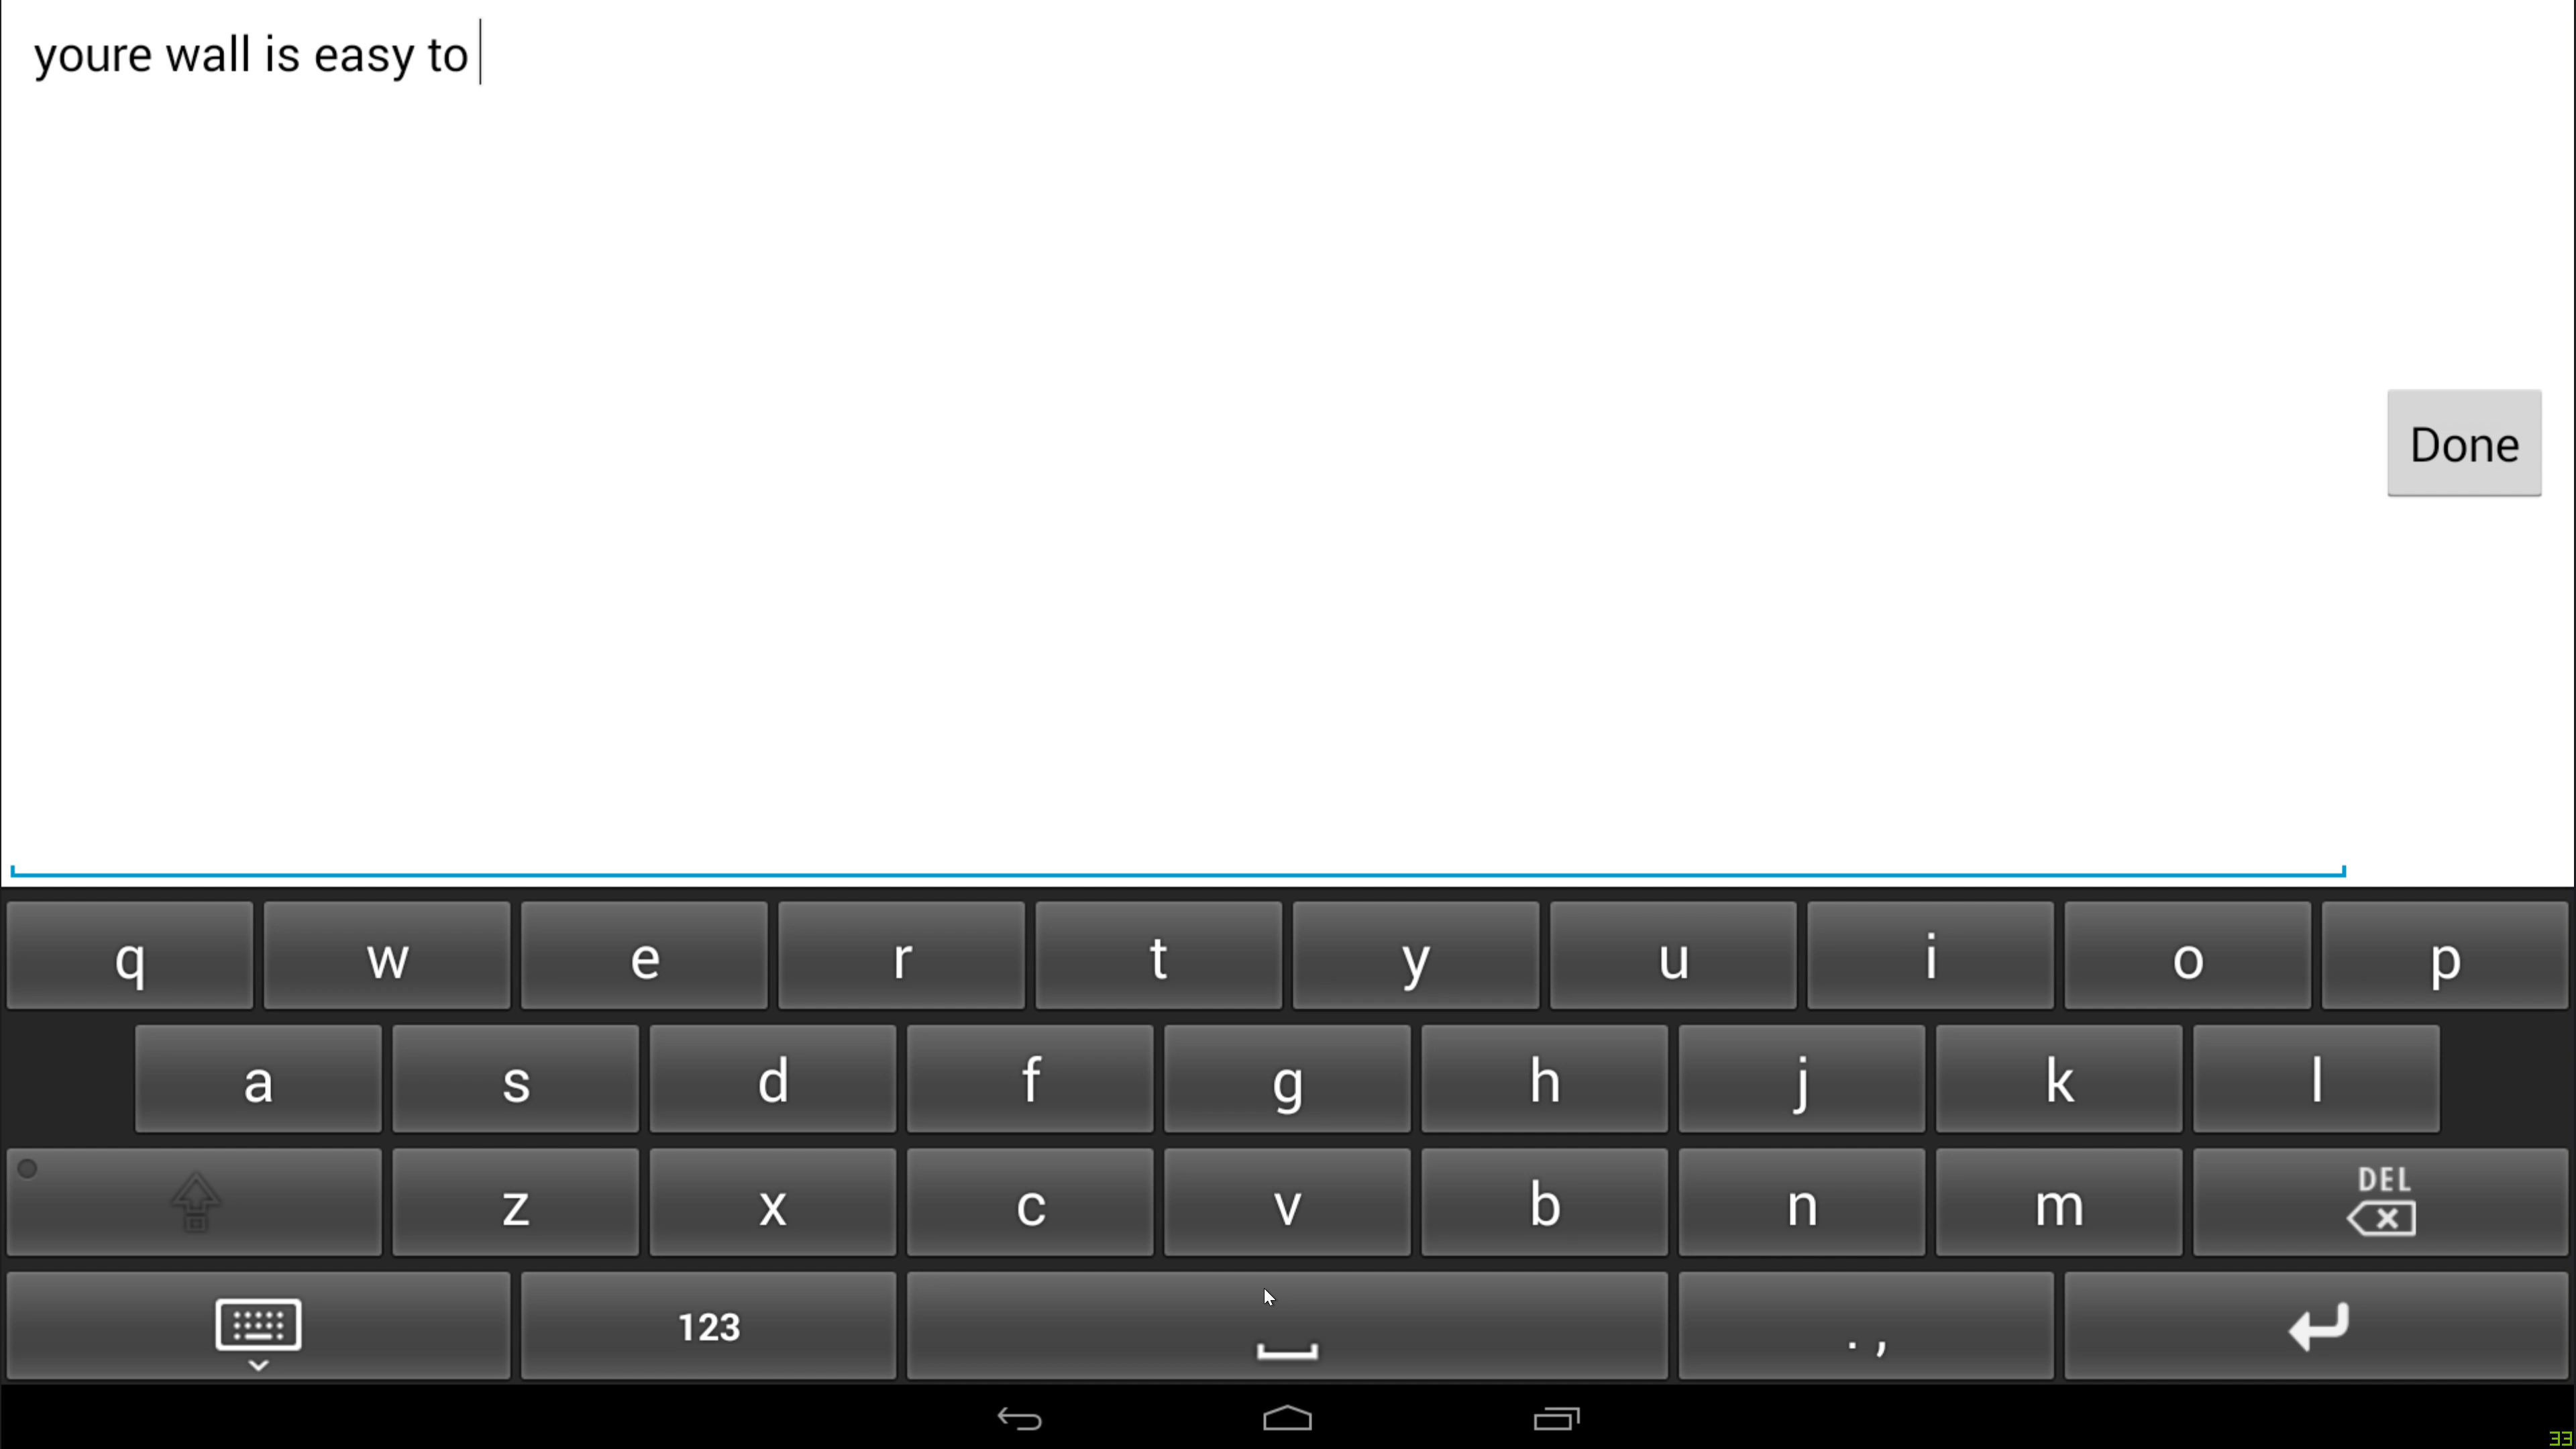 youre wall is easy to
Done
q w e r t y u i o p
a s d f g h j k l
z x c v b n m DEL
123 . ,
33